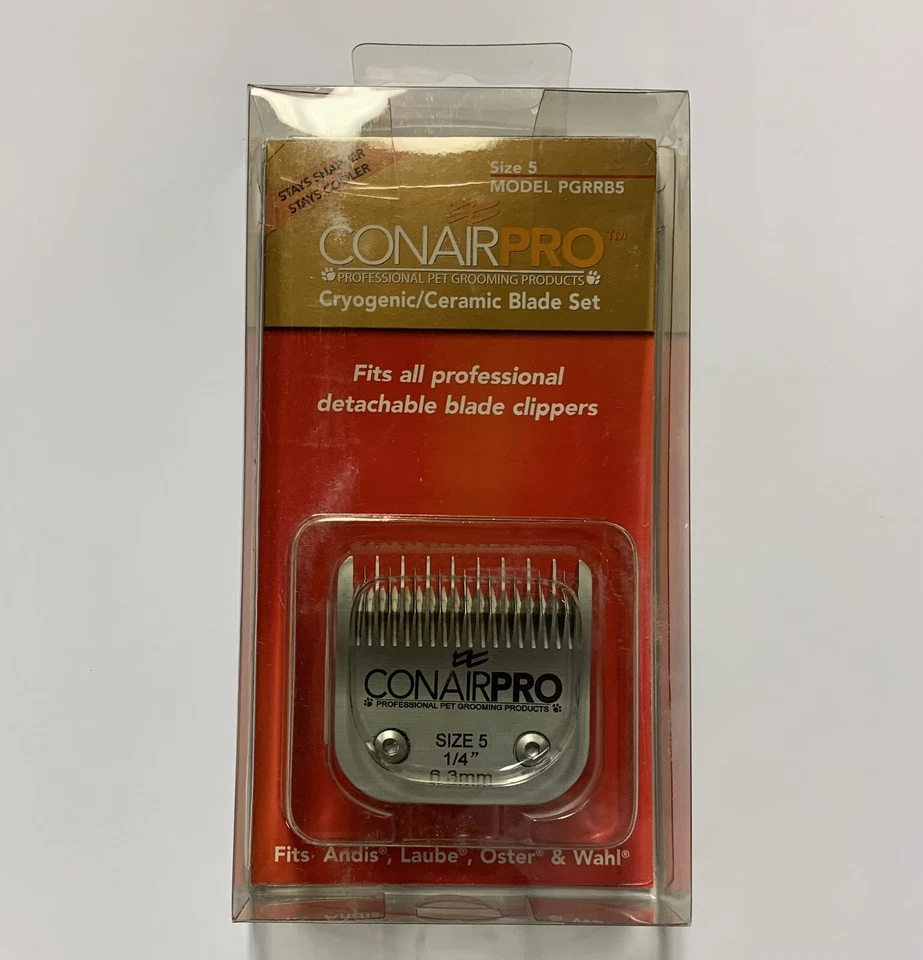 STAYS SHARPER
STAYS COOLER
Size 5
MODEL PGRRB5
CONAIRPRO™
PROFESSIONAL PET GROOMING PRODUCTS
Cryogenic/Ceramic Blade Set
Fits all professional
detachable blade clippers
CONAIRPRO
PROFESSIONAL PET GROOMING PRODUCTS
SIZE 5
1/4”
6.3mm
Fits Andis®, Laube®, Oster® & Wahl®